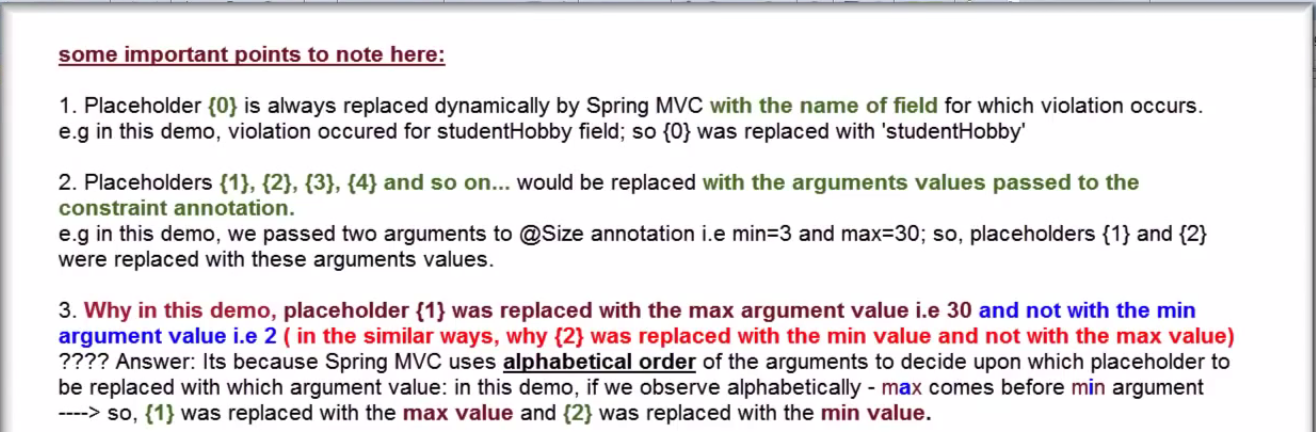 some important points to note here:
1. Placeholder {0} is always replaced dynamically by Spring MVC with the name of field for which violation occurs.
e.g in this demo, violation occured for studentHobby field; so {0} was replaced with 'studentHobby'
2. Placeholders {1}, {2}, {3}, {4} and so on... would be replaced with the arguments values passed to the
constraint annotation.
e.g in this demo, we passed two arguments to @Size annotation i.e min=3 and max=30; so, placeholders {1} and {2}
were replaced with these arguments values.
3. Why in this demo, placeholder {1} was replaced with the max argument value i.e 30 and not with the min
argument value i.e 2 ( in the similar ways, why {2} was replaced with the min value and not with the max value)
???? Answer: Its because Spring MVC uses alphabetical order of the arguments to decide upon which placeholder to
be replaced with which argument value: in this demo, if we observe alphabetically - max comes before min argument
----> so, {1} was replaced with the max value and {2} was replaced with the min value.